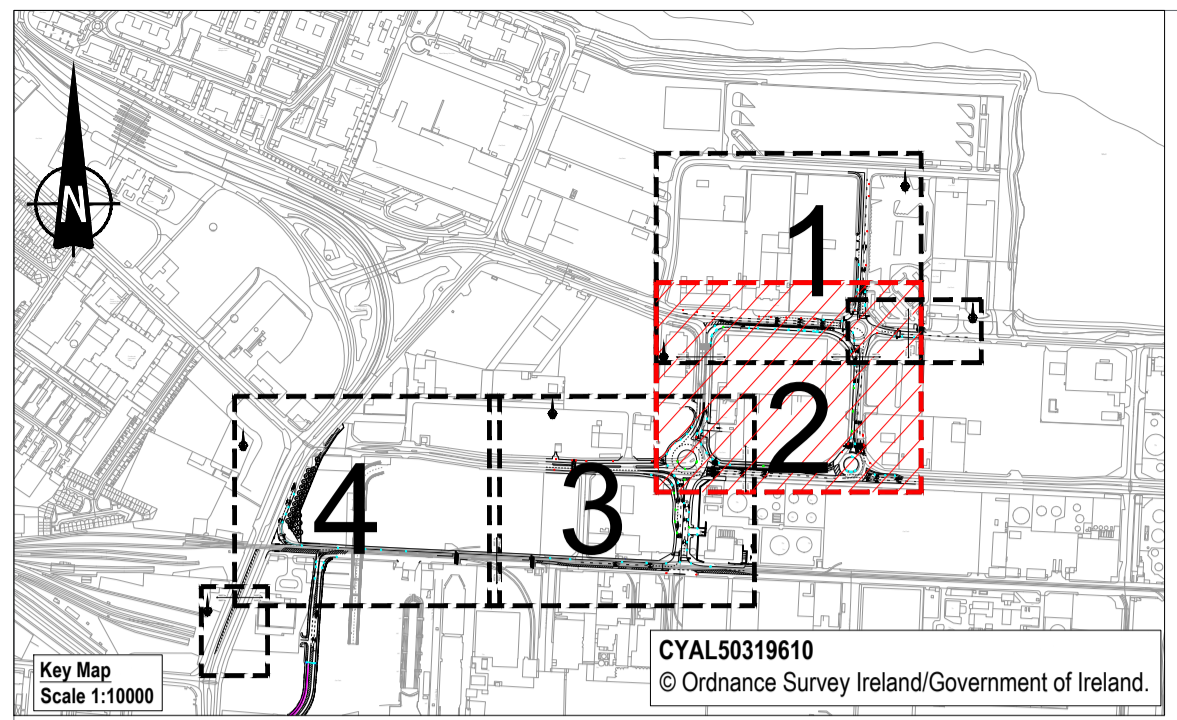 N
1
2
3
4
Key Map
Scale 1:10000
CYAL50319610
© Ordnance Survey Ireland/Government of Ireland.